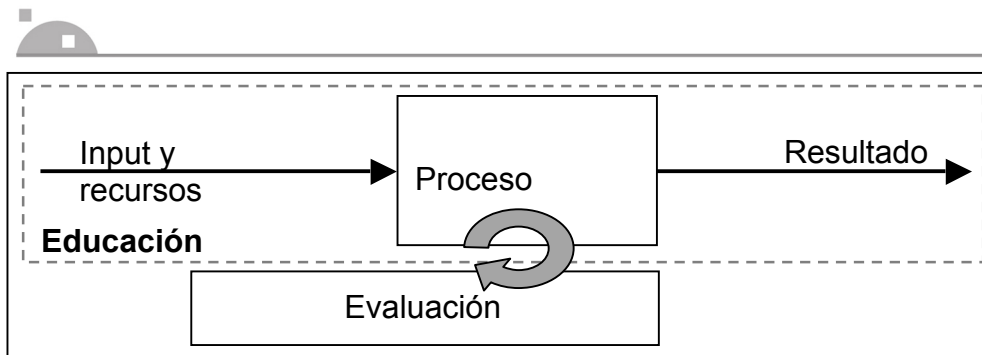 Input y
recursos
Proceso
Resultado
Educación
Evaluación